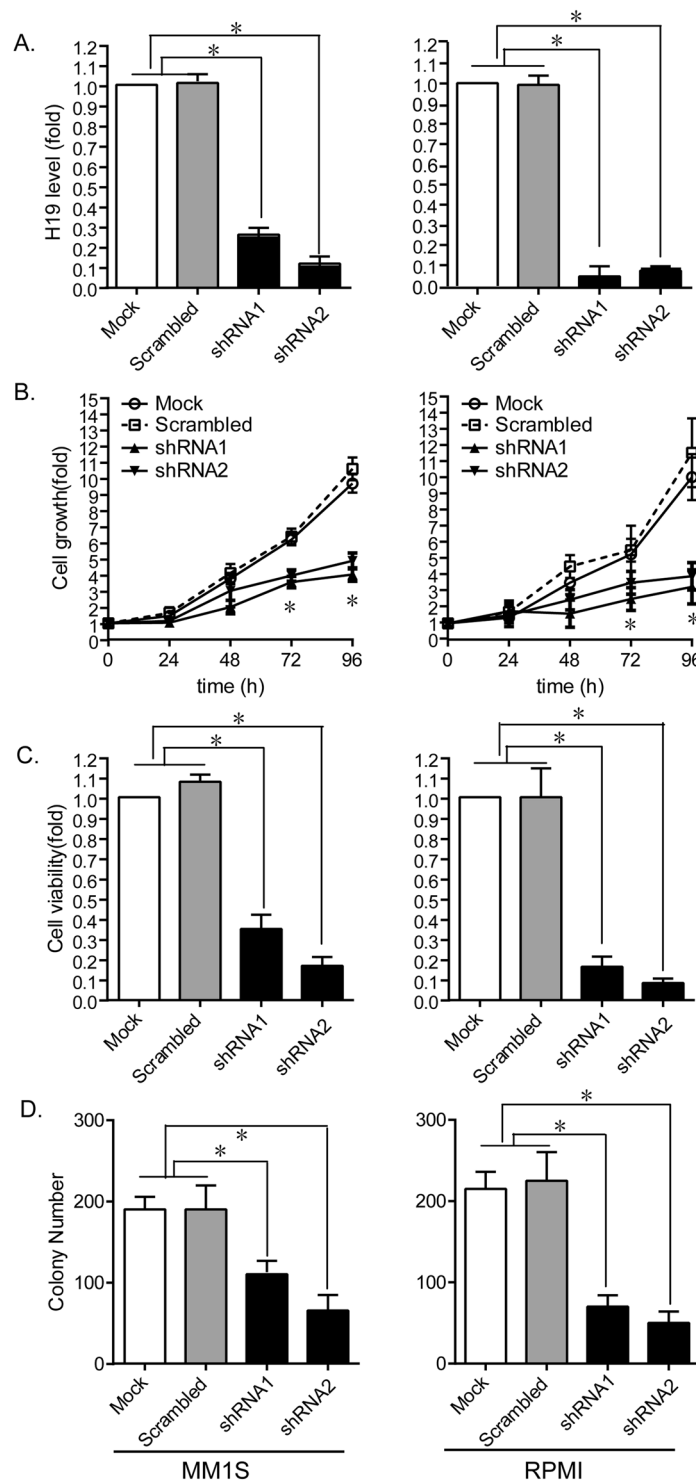 A.
*
*
H19 level (fold)
1.2
1.1
1.0
0.9
0.8
0.7
0.6
0.5
0.4
0.3
0.2
0.1
0.0
Mock
Scrambled
shRNA1
shRNA2
*
*
1.2
1.1
1.0
0.9
0.8
0.7
0.6
0.5
0.4
0.3
0.2
0.1
0.0
Mock
Scrambled
shRNA1
shRNA2
B.
Cell growth(fold)
15
14
13
12
11
10
9
8
7
6
5
4
3
2
1
0
Mock
Scrambled
shRNA1
shRNA2
*
*
0
24
48
72
96
time (h)
15
14
13
12
11
10
9
8
7
6
5
4
3
2
1
0
Mock
Scrambled
shRNA1
shRNA2
*
*
0
24
48
72
96
time (h)
C.
*
*
Cell viability(fold)
1.2
1.1
1.0
0.9
0.8
0.7
0.6
0.5
0.4
0.3
0.2
0.1
0.0
Mock
Scrambled
shRNA1
shRNA2
*
*
1.2
1.1
1.0
0.9
0.8
0.7
0.6
0.5
0.4
0.3
0.2
0.1
0.0
Mock
Scrambled
shRNA1
shRNA2
D.
*
*
Colony Number
300
200
100
0
Mock
Scrambled
shRNA1
shRNA2
MM1S
*
*
300
200
100
0
Mock
Scrambled
shRNA1
shRNA2
RPMI